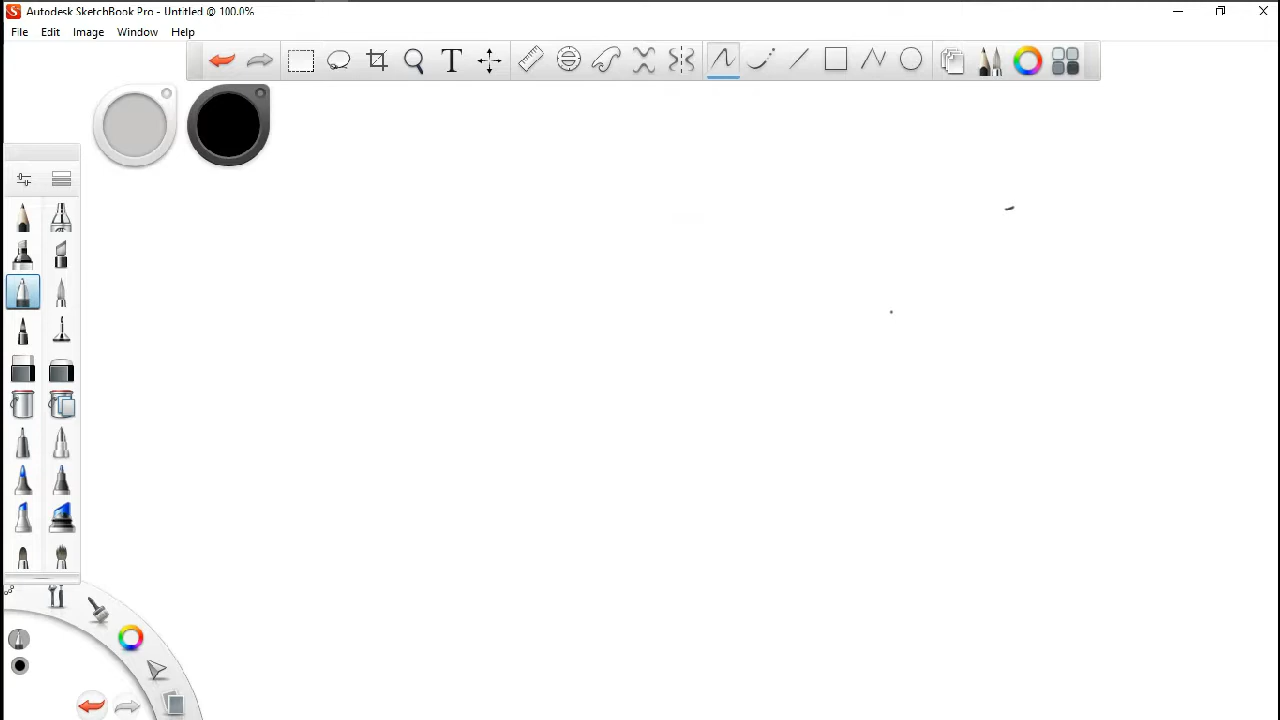 Autodesk SketchBook Pro - Untitled @ 100.0%
File Edit Image Window Help
T